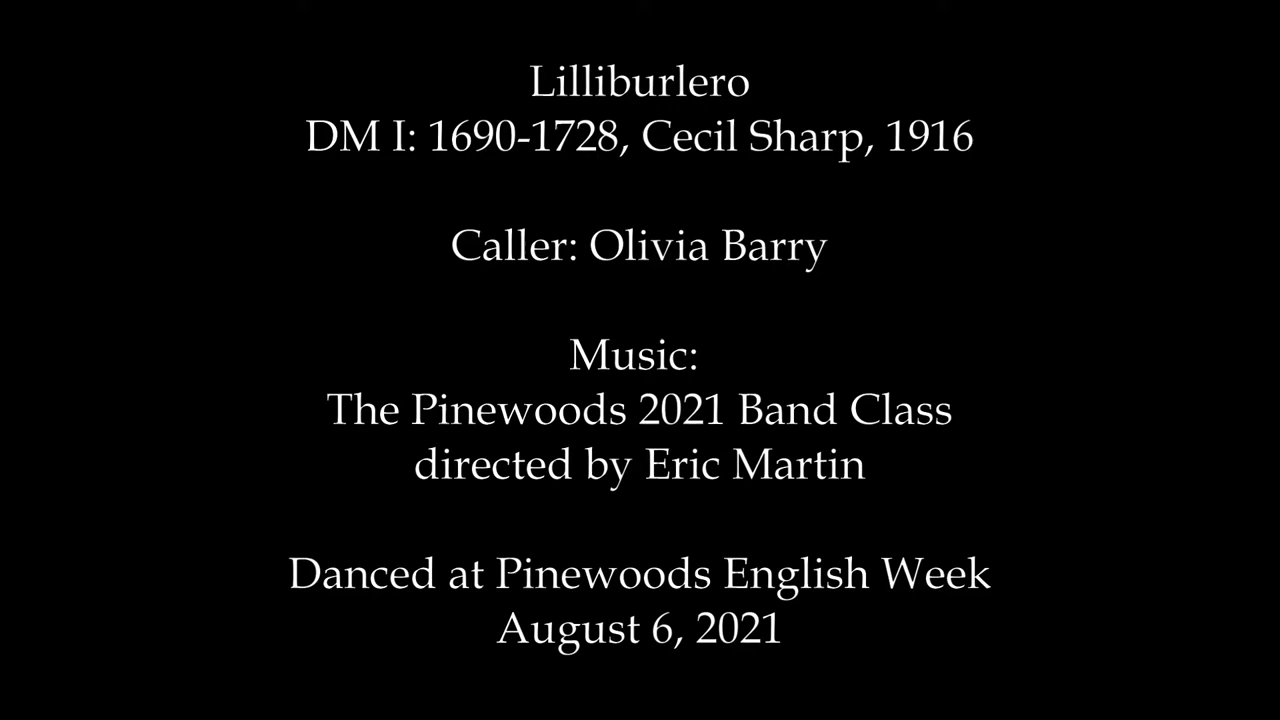 Lilliburlero
DM I: 1690-1728, Cecil Sharp, 1916
Caller: Olivia Barry
Music:
The Pinewoods 2021 Band Class
directed by Eric Martin
Danced at Pinewoods English Week
August 6, 2021